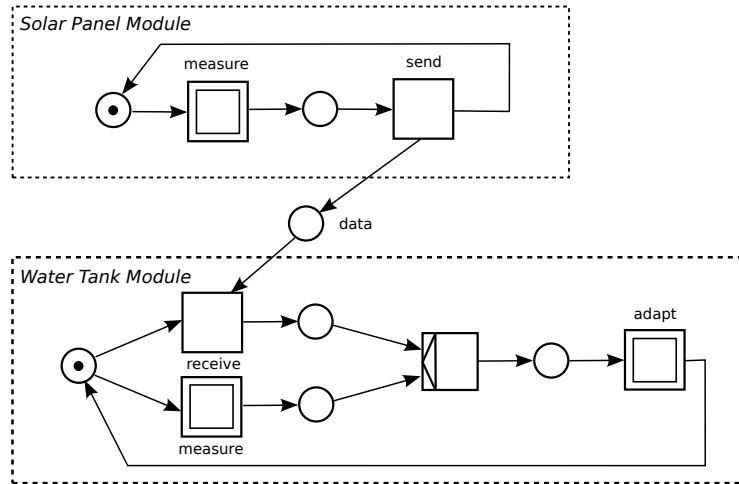 Solar Panel Module
measure
send
data
Water Tank Module
receive
measure
adapt